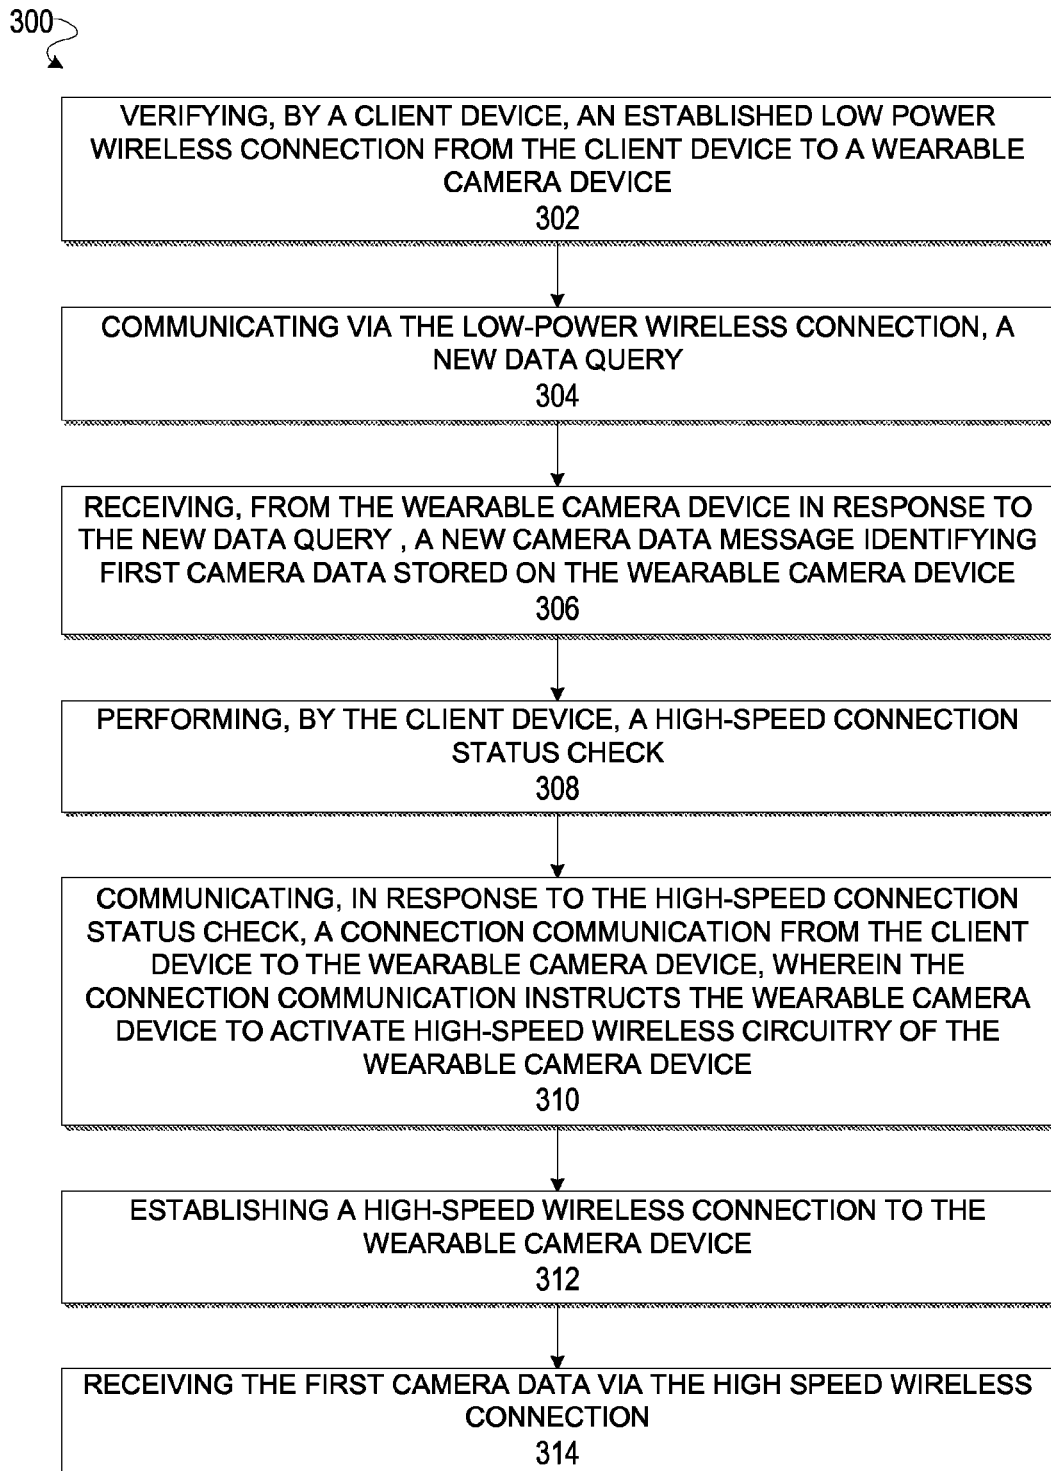 300
VERIFYING, BY A CLIENT DEVICE, AN ESTABLISHED LOW POWER
WIRELESS CONNECTION FROM THE CLIENT DEVICE TO A WEARABLE
CAMERA DEVICE
302
COMMUNICATING VIA THE LOW-POWER WIRELESS CONNECTION, A
NEW DATA QUERY
304
RECEIVING, FROM THE WEARABLE CAMERA DEVICE IN RESPONSE TO
THE NEW DATA QUERY , A NEW CAMERA DATA MESSAGE IDENTIFYING
FIRST CAMERA DATA STORED ON THE WEARABLE CAMERA DEVICE
306
PERFORMING, BY THE CLIENT DEVICE, A HIGH-SPEED CONNECTION
STATUS CHECK
308
COMMUNICATING, IN RESPONSE TO THE HIGH-SPEED CONNECTION
STATUS CHECK, A CONNECTION COMMUNICATION FROM THE CLIENT
DEVICE TO THE WEARABLE CAMERA DEVICE, WHEREIN THE
CONNECTION COMMUNICATION INSTRUCTS THE WEARABLE CAMERA
DEVICE TO ACTIVATE HIGH-SPEED WIRELESS CIRCUITRY OF THE
WEARABLE CAMERA DEVICE
310
ESTABLISHING A HIGH-SPEED WIRELESS CONNECTION TO THE
WEARABLE CAMERA DEVICE
312
RECEIVING THE FIRST CAMERA DATA VIA THE HIGH SPEED WIRELESS
CONNECTION
314